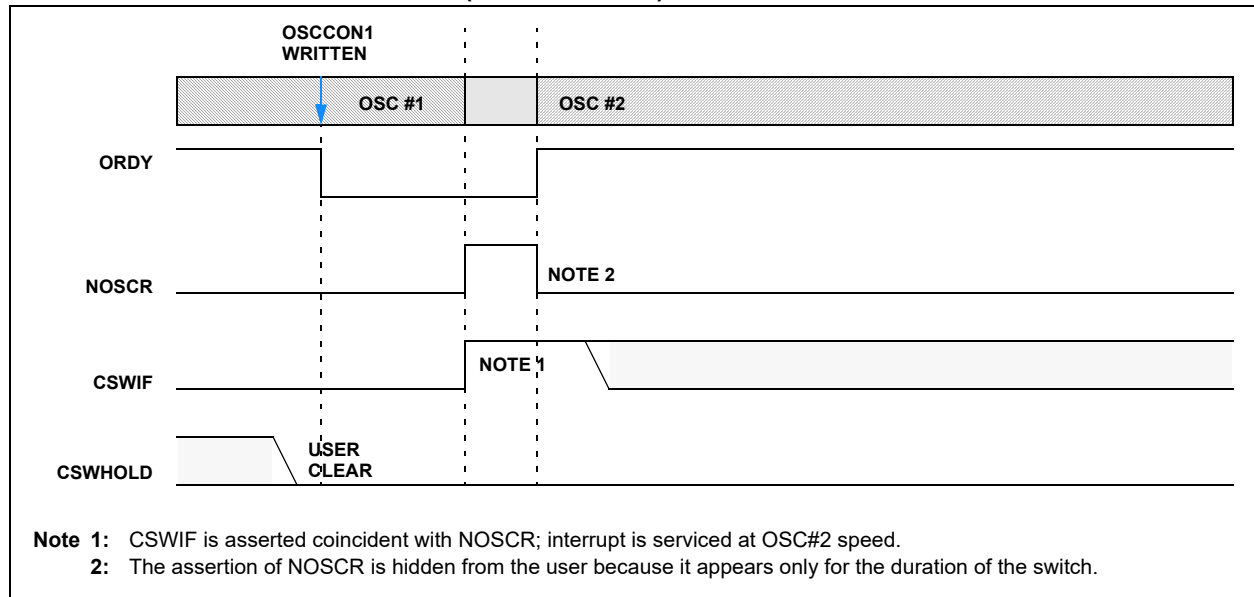 OSCCON1
WRITTEN
OSC #1
OSC #2
ORDY
NOSCR
NOTE 2
CSWIF
NOTE 1
CSWHOLD
USER
CLEAR
Note 1: CSWIF is asserted coincident with NOSCR; interrupt is serviced at OSC#2 speed.
2: The assertion of NOSCR is hidden from the user because it appears only for the duration of the switch.